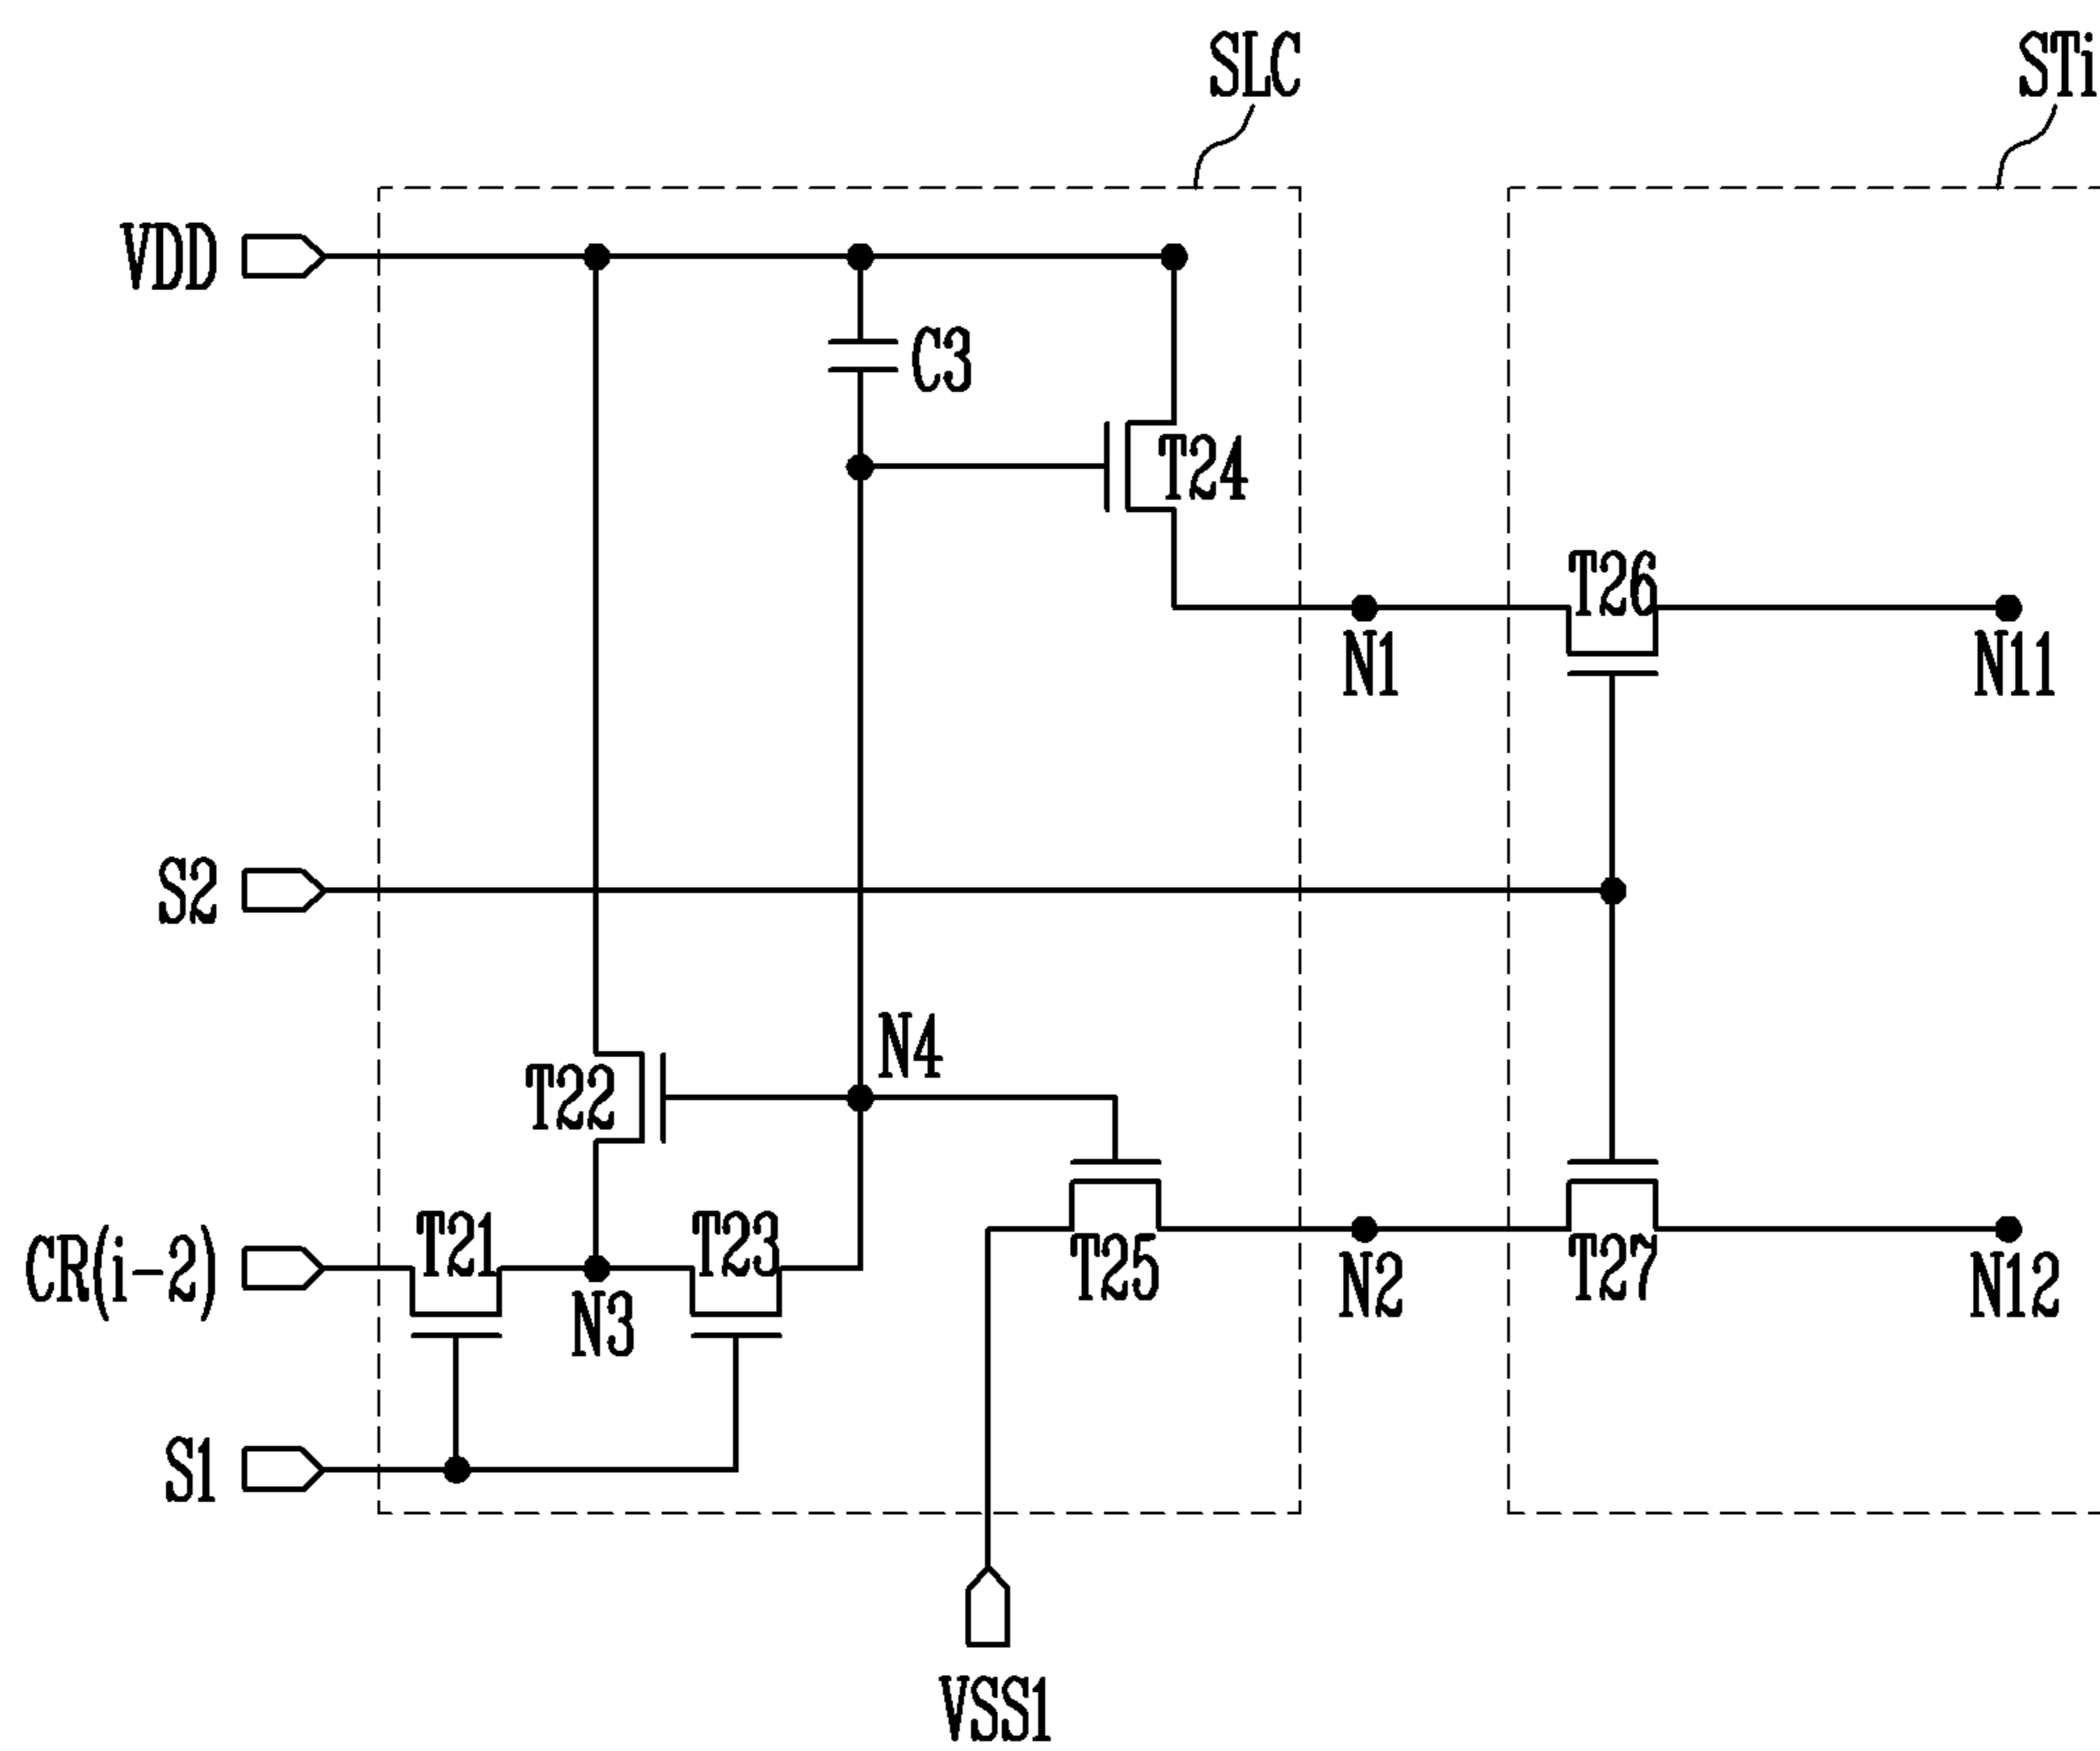 SLC
STi
VDD
C3
T24
T26
N1
N11
S2
N4
T22
T21
T23
CR(i-2)
N3
T25
N2
T27
N12
S1
VSS1